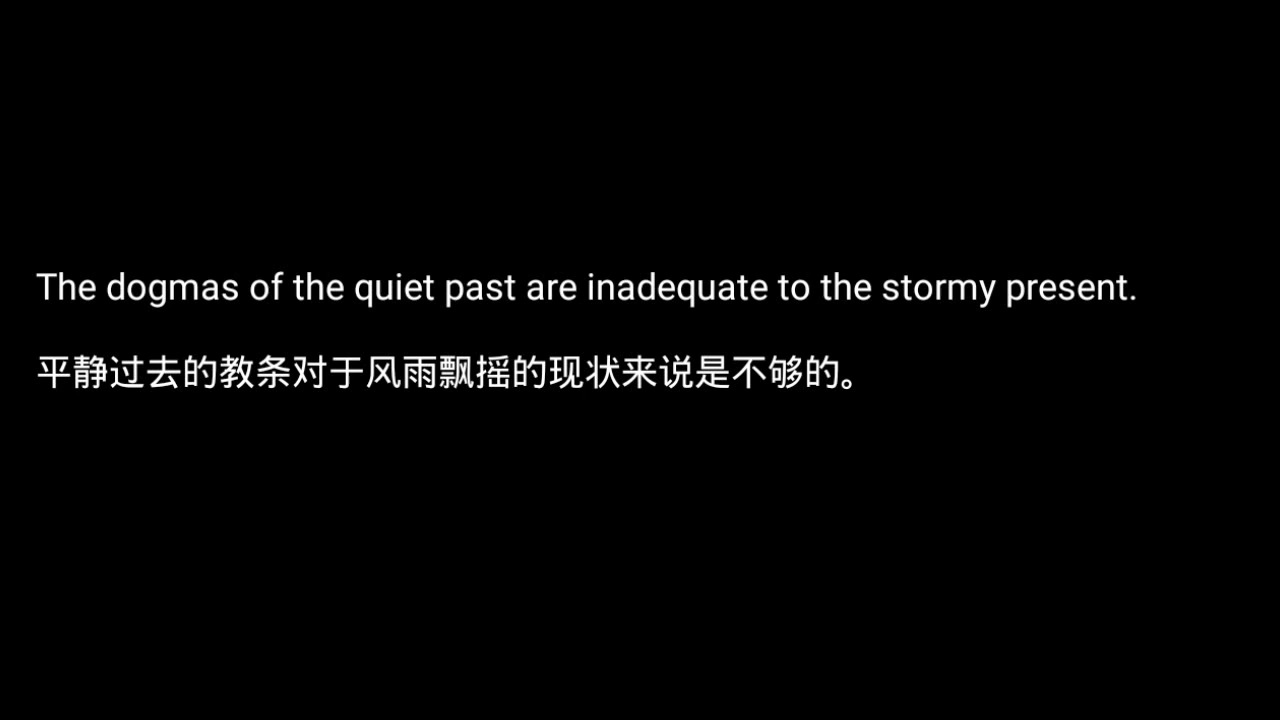 The dogmas of the quiet past are inadequate to the stormy present.
平静过去的教条对于风雨飘摇的现状来说是不够的。